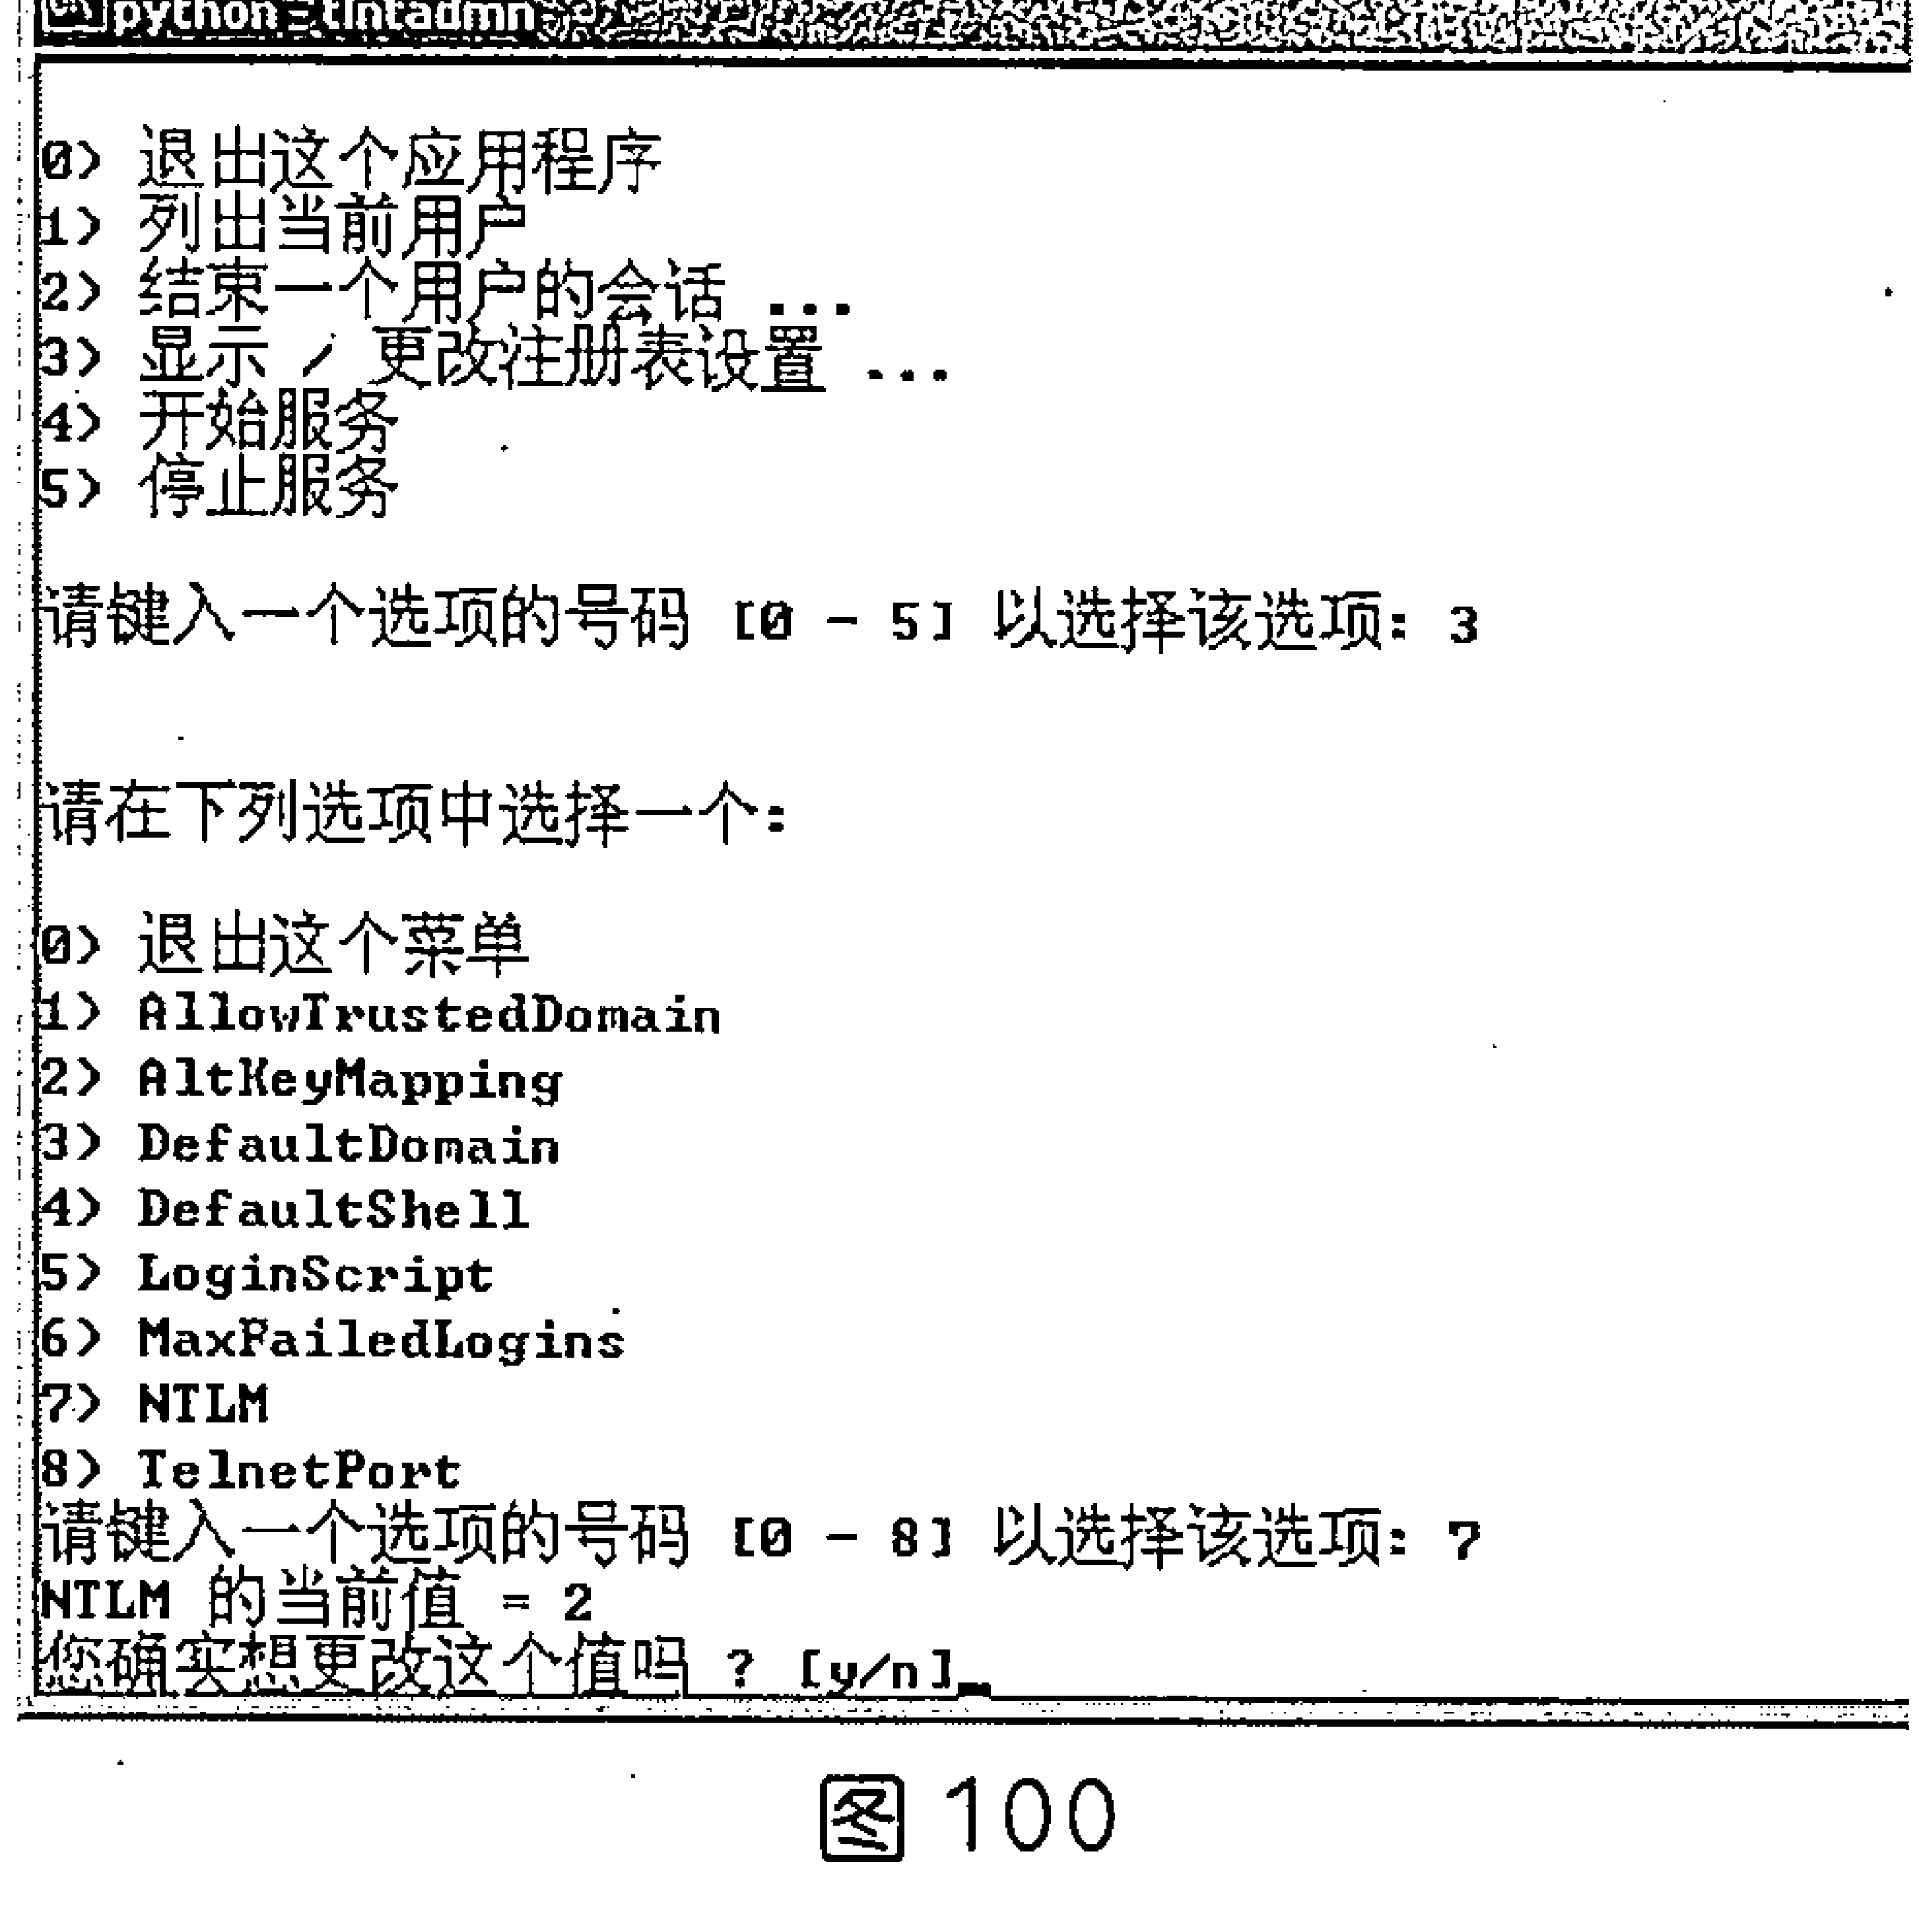 python - tlntadmn
0> 退出这个应用程序
1> 列出当前用户
2> 结束一个用户的会话 ...
3> 显示 / 更改注册表设置 ...
4> 开始服务
5> 停止服务
请键入一个选项的号码 [0 - 5] 以选择该选项: 3
请在下列选项中选择一个:
0> 退出这个菜单
1> AllowTrustedDomain
2> AltKeyMapping
3> DefaultDomain
4> DefaultShell
5> LoginScript
6> MaxFailedLogins
7> NTLM
8> TelnetPort
请键入一个选项的号码 [0 - 8] 以选择该选项: 7
NTLM 的当前值 = 2
您确实想更改这个值吗 ? [y/n]_
图 100